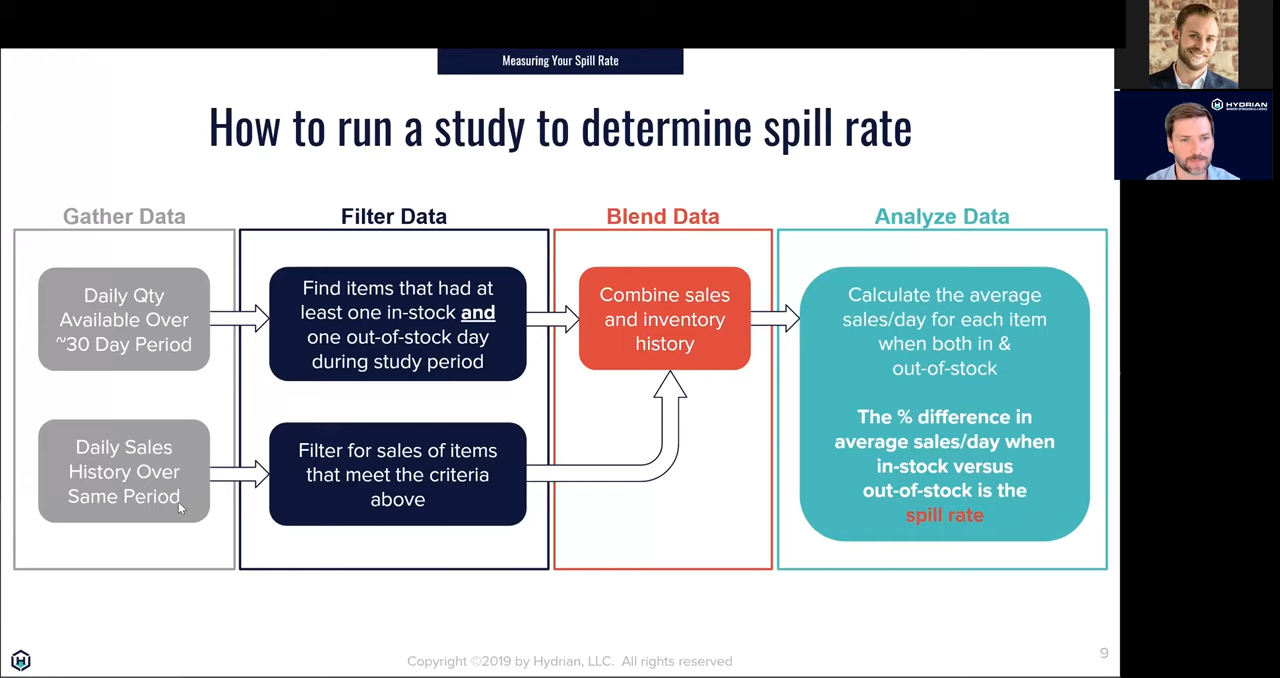 Measuring Your Spill Rate
HYDRIAN
How to run a study to determine spill rate
Gather Data
Daily Qty
Available Over
~30 Day Period
Daily Sales
History Over
Same Period
Filter Data
Find items that had at
least one in-stock and
one out-of-stock day
during study period
Filter for sales of items
that meet the criteria
above
Blend Data
Combine sales
and inventory
history
Analyze Data
Calculate the average
sales/day for each item
when both in &
out-of-stock
The % difference in
average sales/day when
in-stock versus
out-of-stock is the
spill rate
Copyright ©2019 by Hydrian, LLC. All rights reserved
9